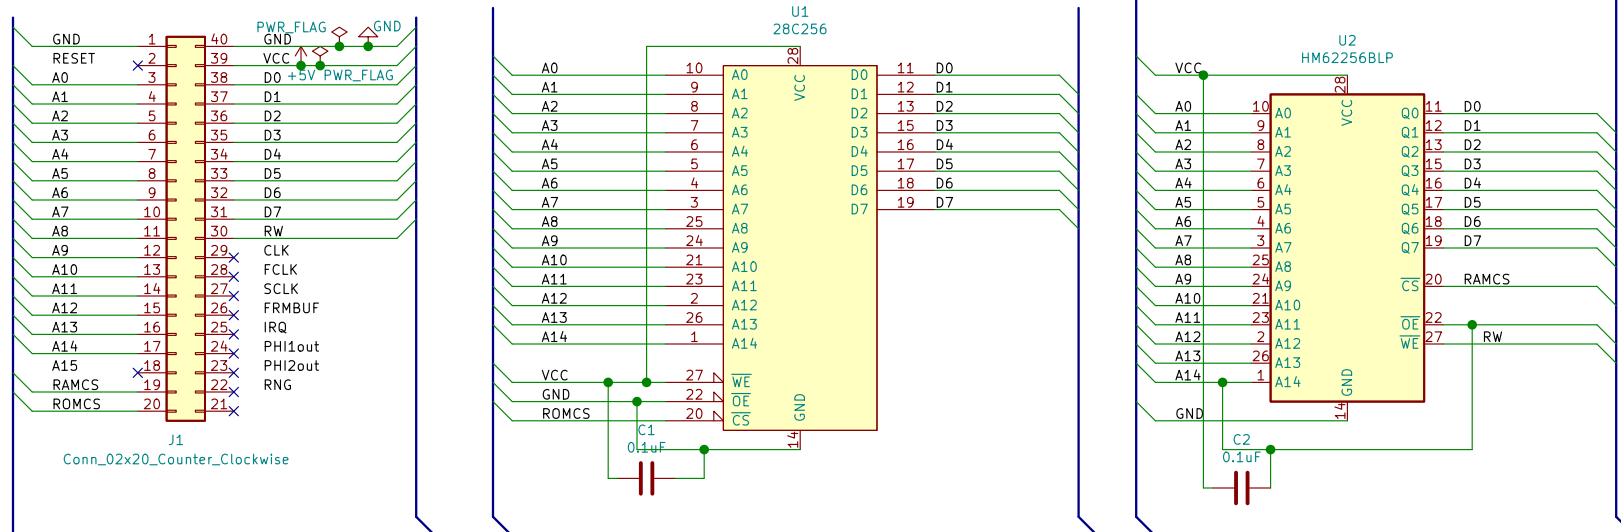 GND 1 40 GND
RESET 2 39 VCC
A0 3 38 D0
A1 4 37 D1
A2 5 36 D2
A3 6 35 D3
A4 7 34 D4
A5 8 33 D5
A6 9 32 D6
A7 10 31 D7
A8 11 30 RW
A9 12 29 CLK
A10 13 28 FCLK
A11 14 27 SCLK
A12 15 26 FRMBUF
A13 16 25 IRQ
A14 17 24 PHI1out
A15 18 23 PHI2out
RAMCS 19 22 RNG
ROMCS 20 21
J1
Conn_02x20_Counter_Clockwise
PWR_FLAG GND
+5V PWR_FLAG
U1
28C256
28
VCC
A0 10 A0 D0 11 D0
A1 9 A1 D1 12 D1
A2 8 A2 D2 13 D2
A3 7 A3 D3 15 D3
A4 6 A4 D4 16 D4
A5 5 A5 D5 17 D5
A6 4 A6 D6 18 D6
A7 3 A7 D7 19 D7
A8 25 A8
A9 24 A9
A10 21 A10
A11 23 A11
A12 2 A12
A13 26 A13
A14 1 A14
VCC 27 WE
GND 22 OE
ROMCS 20 CS
GND
14
C1
0.1uF
U2
HM62256BLP
VCC
28
VCC
A0 10 A0 Q0 11 D0
A1 9 A1 Q1 12 D1
A2 8 A2 Q2 13 D2
A3 7 A3 Q3 15 D3
A4 6 A4 Q4 16 D4
A5 5 A5 Q5 17 D5
A6 4 A6 Q6 18 D6
A7 3 A7 Q7 19 D7
A8 25 A8
A9 24 A9 CS 20 RAMCS
A10 21 A10
A11 23 A11 OE 22
A12 2 A12 WE 27 RW
A13 26 A13
A14 1 A14
GND
GND 14
C2
0.1uF